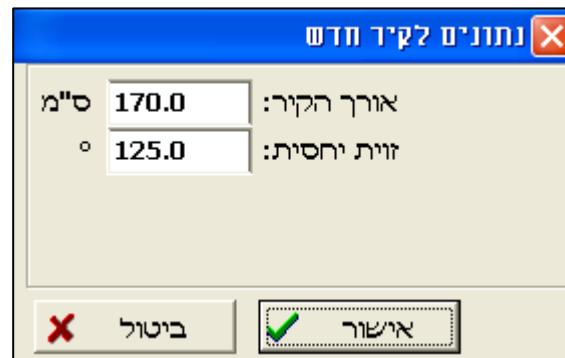 נתונים לקיר חדש
אורך הקיר: 170.0 ס"מ
זוית יחסית: 125.0 °
אישור
ביטול